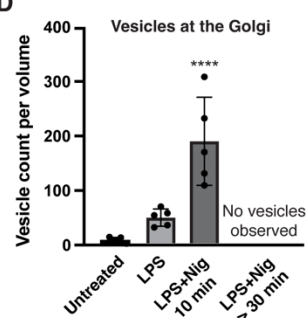 D
Vesicles at the Golgi
Vesicle count per volume
400
300
200
100
0
****
No vesicles
observed
Untreated
LPS
LPS+Nig
10 min
LPS+Nig
> 30 min